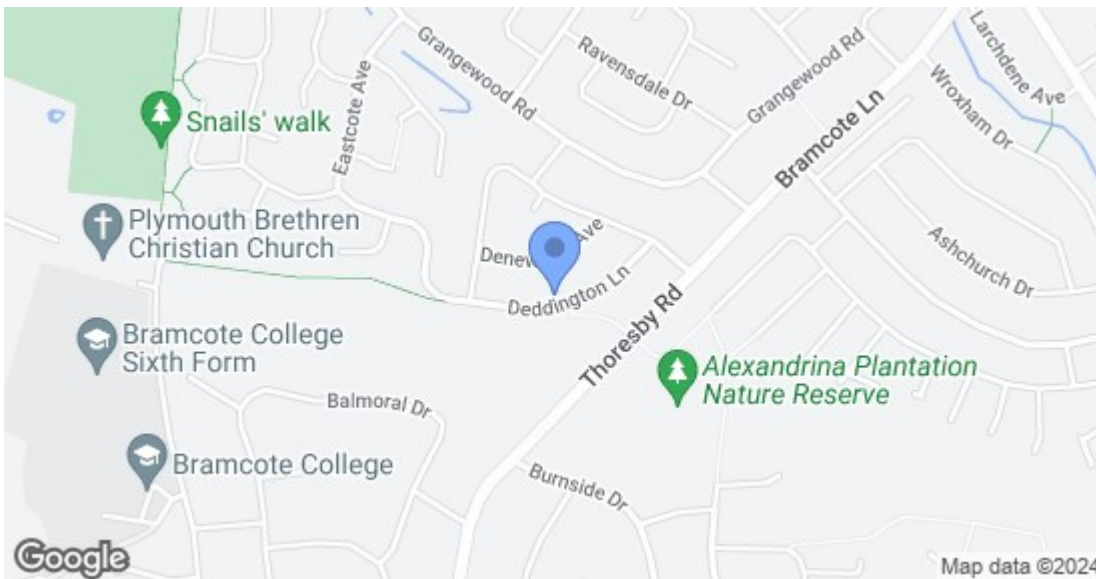 Grangewood Rd
Ravensdale Dr
Grangewood Rd
Larchdene Ave
Wroxham Dr
Bramcote Ln
Snails' walk
Eastcote Ave
Plymouth Brethren
Christian Church
Ave
Deddington Ln
Ashchurch Dr
Thoresby Rd
Bramcote College
Sixth Form
Alexandrina Plantation
Nature Reserve
Balmoral Dr
Bramcote College
Burnside Dr
Google
Map data ©2024